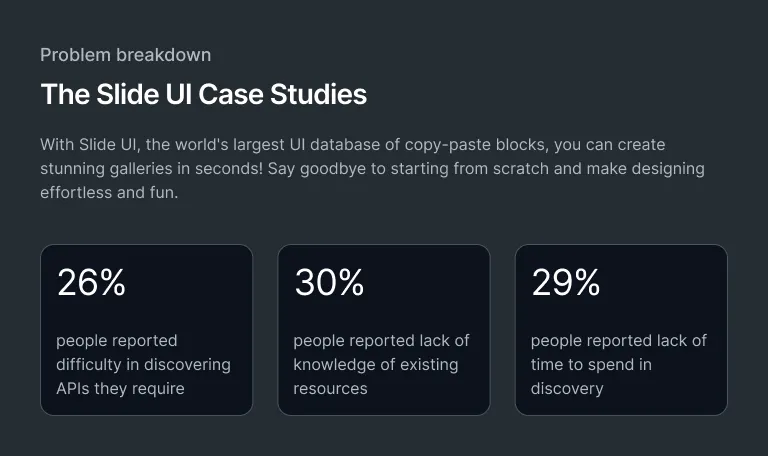 Problem breakdown
The Slide UI Case Studies
With Slide UI, the world's largest UI database of copy-paste blocks, you can create
stunning galleries in seconds! Say goodbye to starting from scratch and make designing
effortless and fun.
26%
people reported
difficulty in discovering
APIs they require
30%
people reported lack of
knowledge of existing
resources
29%
people reported lack of
time to spend in
discovery